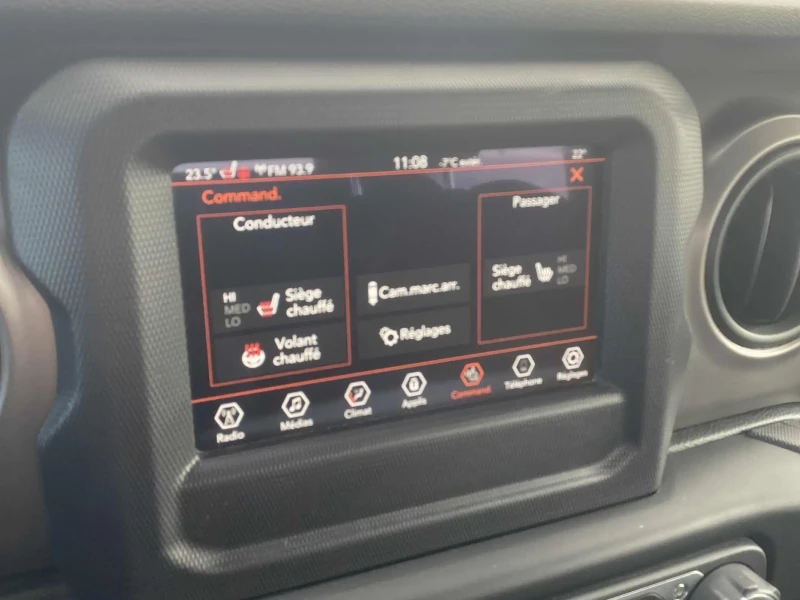 23.5° FM 93.9 11:08 -7°C 22°
Command. X
Conducteur
HI
MED
LO
Siège
chauffé
Volant
chauffé
Cam.marc.arr.
Réglages
Passager
Siège
chauffé
HI
MED
LO
Radio Médias Climat Applis Command. Téléphone Réglages